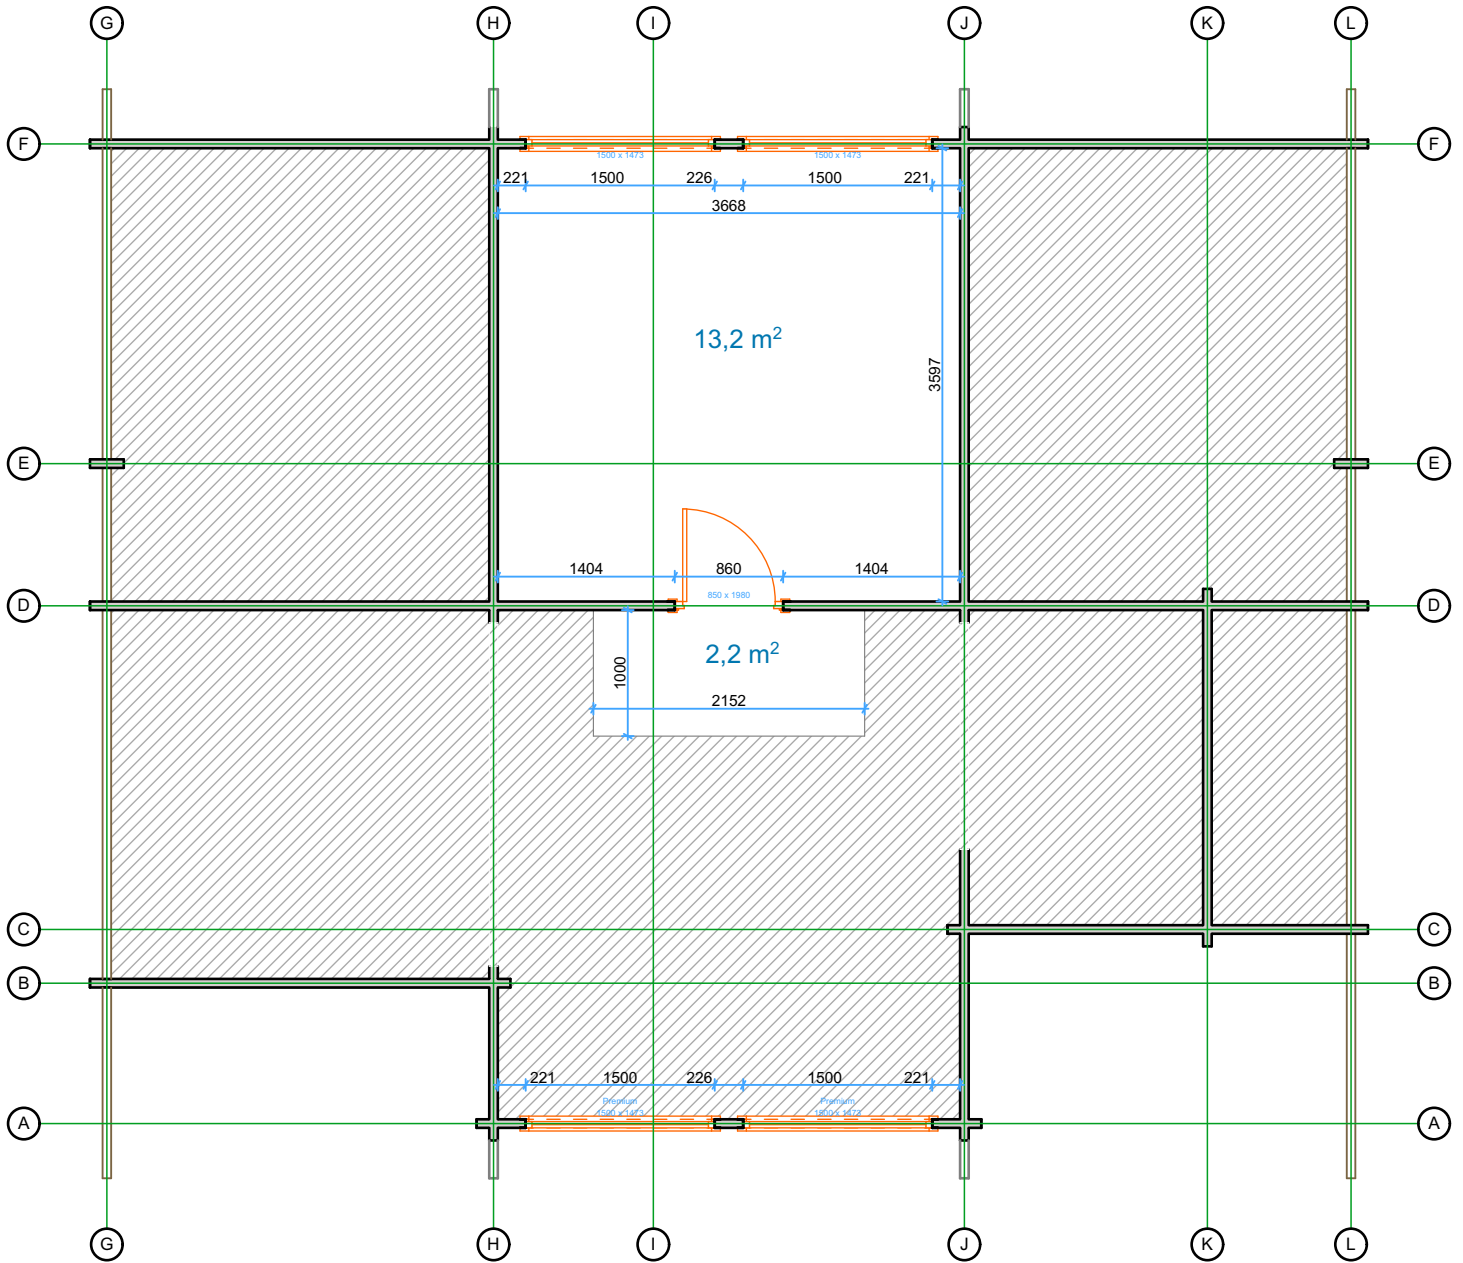 G H I J K L
F F
1500 x 1473 1500 x 1473
221 1500 226 1500 221
3668
13,2 m²
3597
E E
1404 860 1404
850 x 1980
D D
2,2 m²
1000
2152
C C
B B
221 1500 226 1500 221
Premium Premium
1500 x 1473 1500 x 1473
A A
G H I J K L